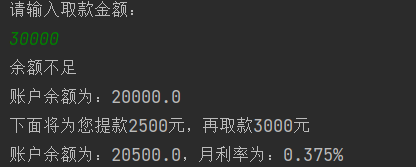 请输入取款金额：
30000
余额不足
账户余额为：20000.0
下面将为您提款2500元，再取款3000元
账户余额为：20500.0，月利率为：0.375%